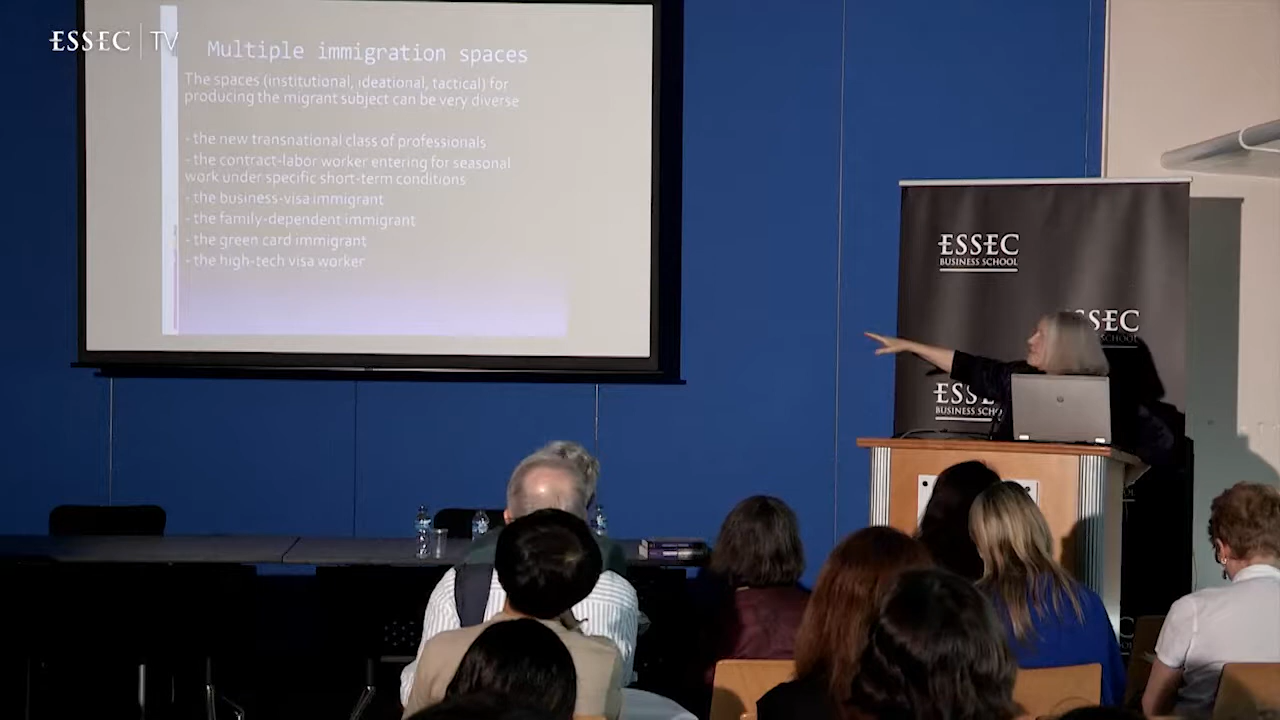 ESSEC | TV
Multiple immigration spaces
The spaces (institutional, ideational, tactical) for
producing the migrant subject can be very diverse
- the new transnational class of professionals
- the contract-labor worker entering for seasonal
work under specific short-term conditions
- the business-visa immigrant
- the family-dependent immigrant
- the green card immigrant
- the high-tech visa worker
ESSEC
BUSINESS SCHOOL
SSEC
SCHOOL
ESSE
BUSINESS SCHO